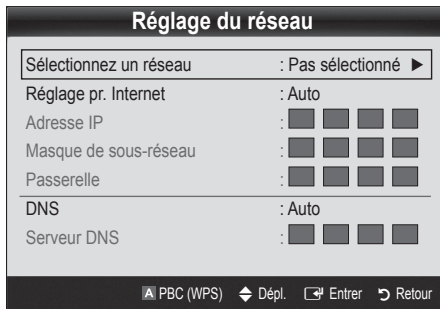 Réglage du réseau
Sélectionnez un réseau : Pas sélectionné ▶
Réglage pr. Internet : Auto
Adresse IP :
Masque de sous-réseau :
Passerelle :
DNS : Auto
Serveur DNS :
A PBC (WPS) Dépl. Entrer Retour